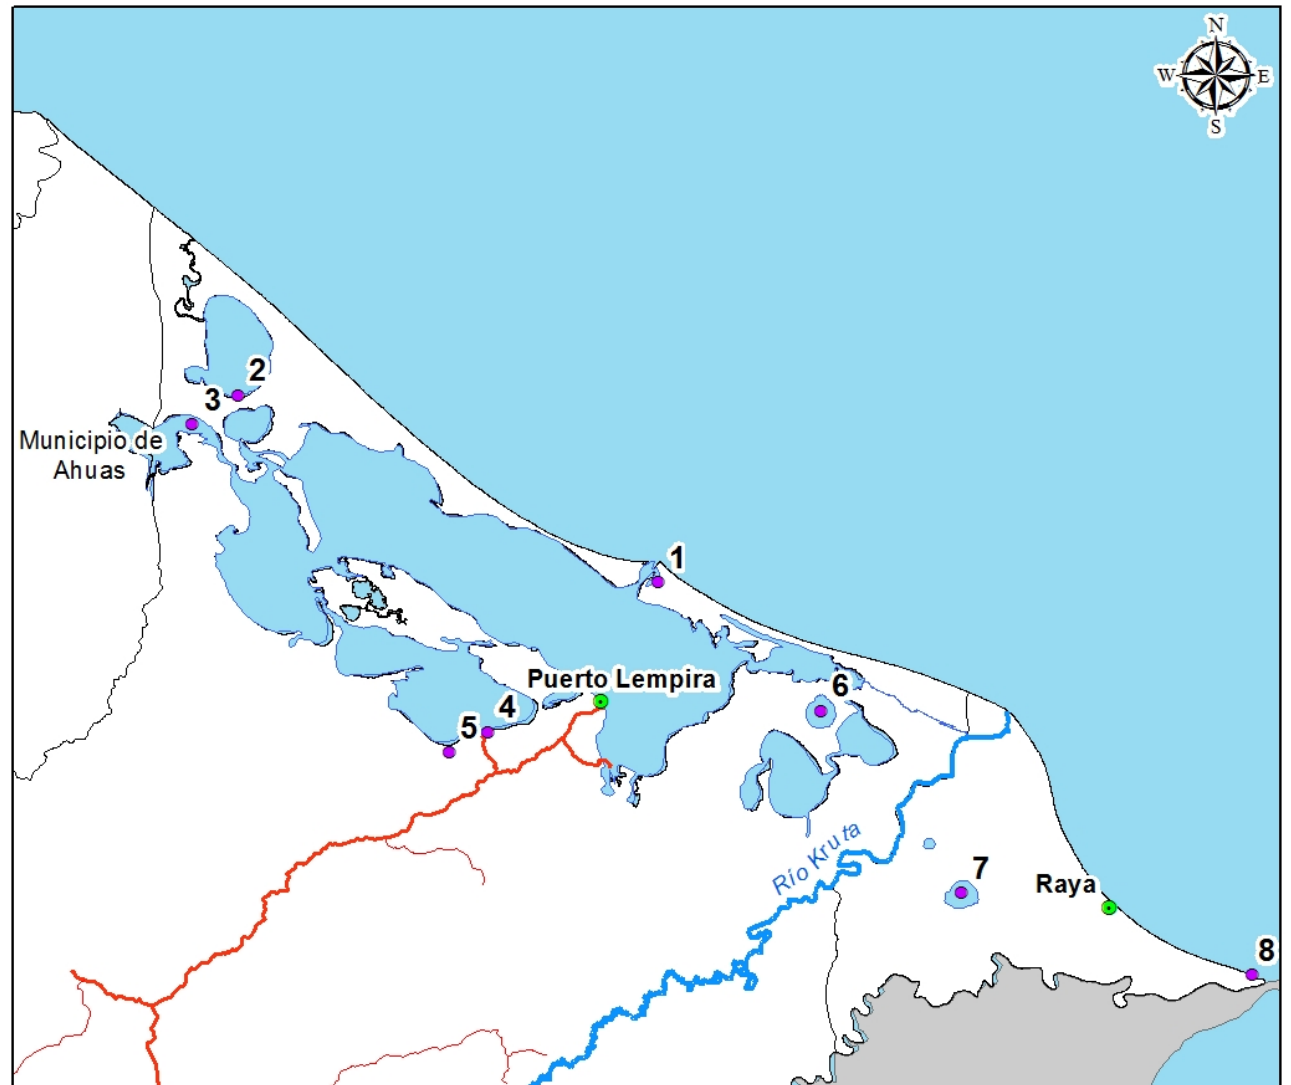 N
W E
S
2
3
Municipio de
Ahuas
1
Puerto Lempira
6
4
5
Río Kruta
7
Raya
8